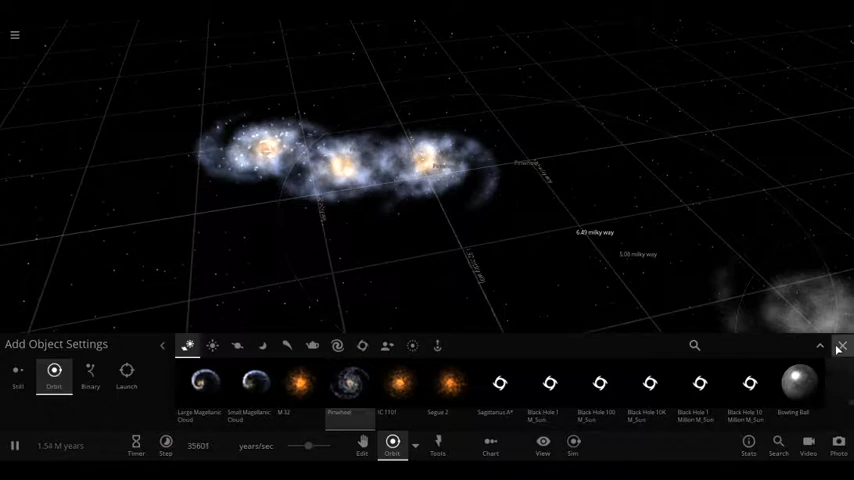 Pinwheel
6.49 milky way
5.08 milky way
Add Object Settings
Still
Orbit
Binary
Launch
Large Magellanic
Cloud
Small Magellanic
Cloud
M 32
Pinwheel
IC 1101
Segue 2
Sagittarius A*
Black Hole 1
M_Sun
Black Hole 100
M_Sun
Black Hole 10K
M_Sun
Black Hole 1
Million M_Sun
Black Hole 10
Million M_Sun
Bowling Ball
1.54 M years
Timer
Step
35601
years/sec
Edit
Orbit
Tools
Chart
View
Sim
Stats
Search
Video
Photo